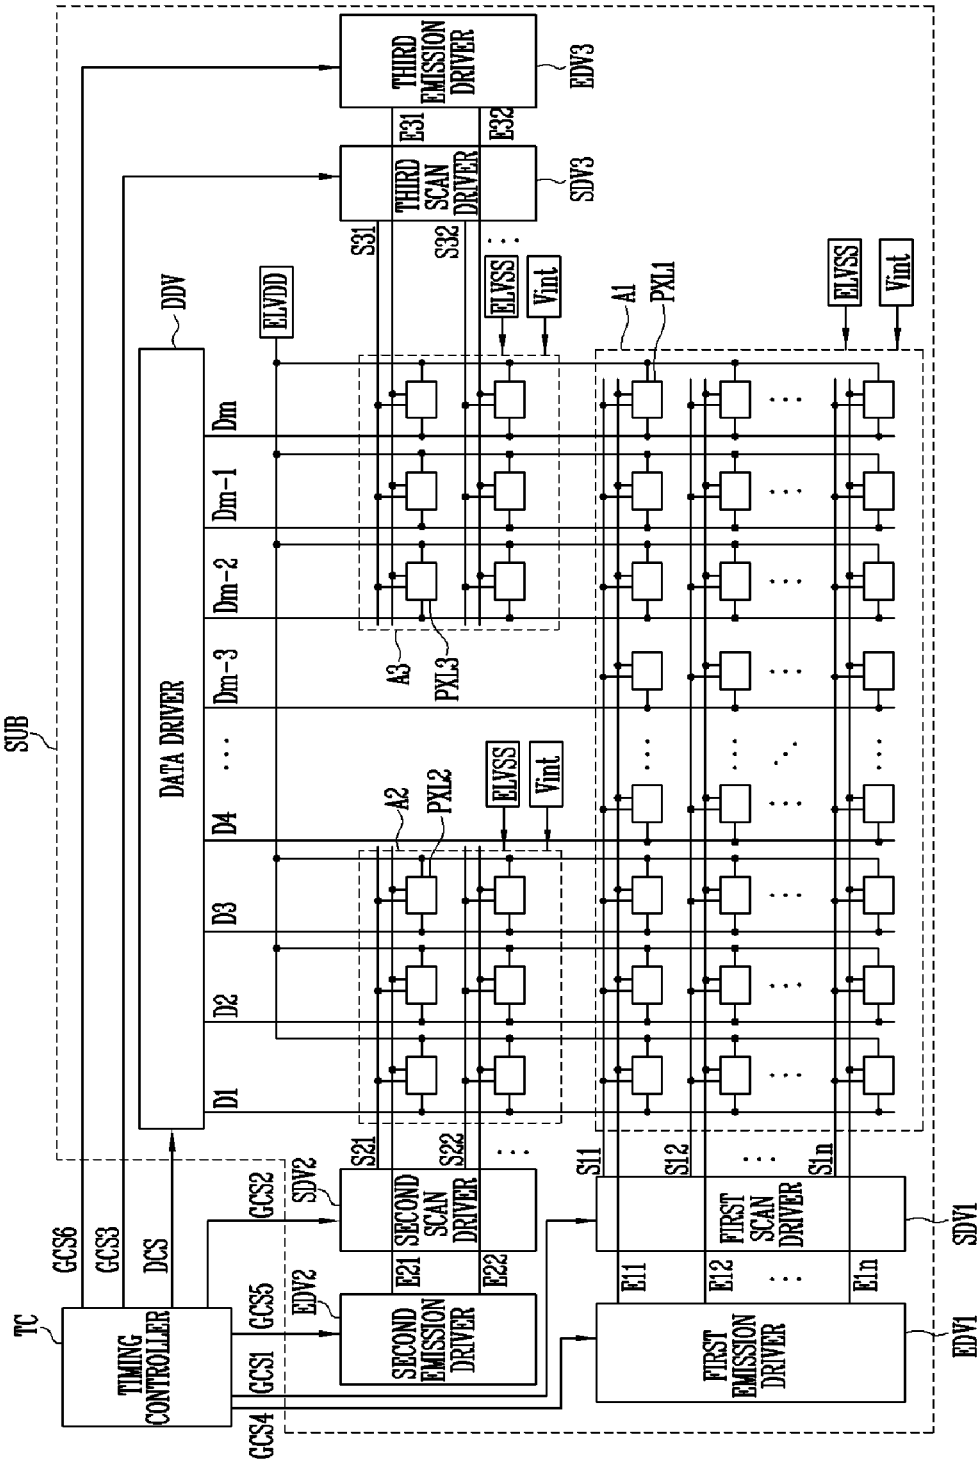 SUB
TC
TIMING
CONTROLLER
GCS6
GCS3
DCS
GCS2
GCS5
GCS1
GCS4
DATA DRIVER
DDV
D1
D2
D3
D4
...
Dm-3
Dm-2
Dm-1
Dm
ELVDD
EDV2
SECOND
EMISSION
DRIVER
E21
E22
SDV2
SECOND
SCAN
DRIVER
S21
S22
...
A2
PXL2
ELVSS
Vint
A3
PXL3
ELVSS
Vint
S31
S32
...
THIRD
SCAN
DRIVER
SDV3
E31
E32
THIRD
EMISSION
DRIVER
EDV3
FIRST
EMISSION
DRIVER
EDV1
E11
E12
...
E1n
FIRST
SCAN
DRIVER
SDV1
S11
S12
...
S1n
A1
PXL1
ELVSS
Vint